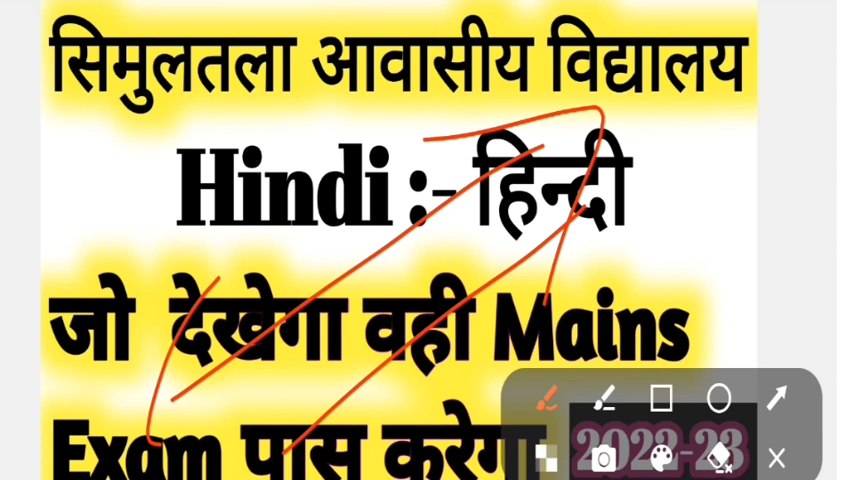 सिमुलतला आवासीय विद्यालय
Hindi :- हिन्दी
जो देखेगा वही Mains
Exam पास करेगा 2022-23